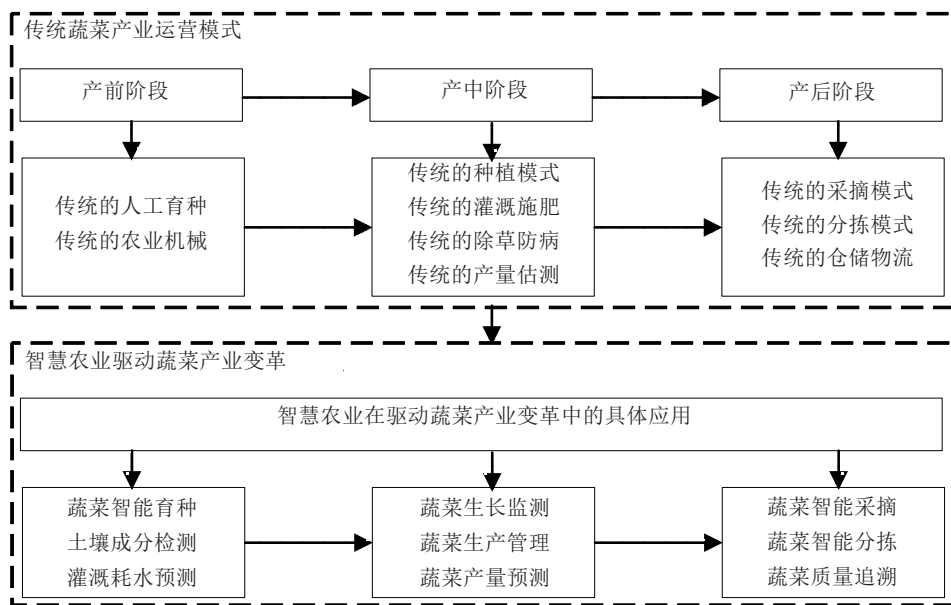 传统蔬菜产业运营模式
产前阶段
产中阶段
产后阶段
传统的人工育种
传统的农业机械
传统的种植模式
传统的灌溉施肥
传统的除草防病
传统的产量估测
传统的采摘模式
传统的分拣模式
传统的仓储物流
智慧农业驱动蔬菜产业变革
智慧农业在驱动蔬菜产业变革中的具体应用
蔬菜智能育种
土壤成分检测
灌溉耗水预测
蔬菜生长监测
蔬菜生产管理
蔬菜产量预测
蔬菜智能采摘
蔬菜智能分拣
蔬菜质量追溯